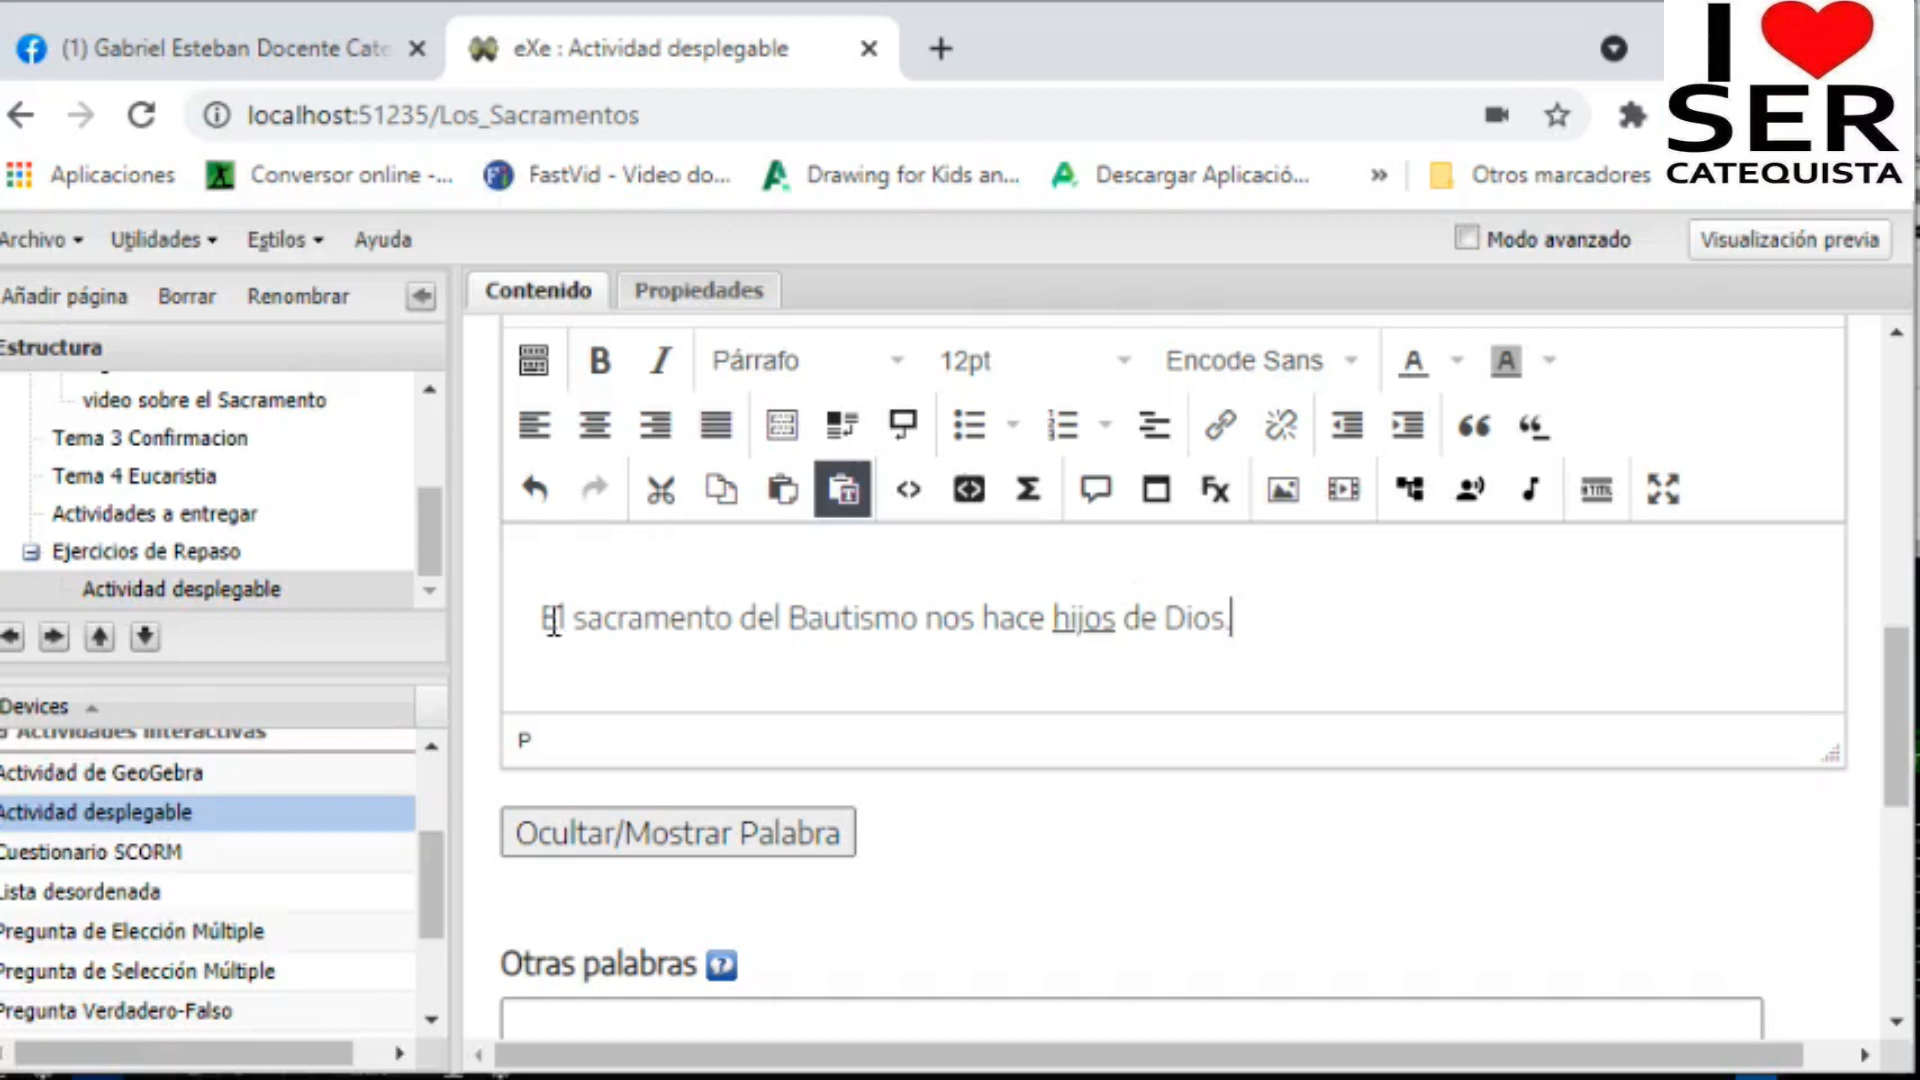 (1) Gabriel Esteban Docente Cate
eXe : Actividad desplegable
I
SER
CATEQUISTA
localhost:51235/Los_Sacramentos
Aplicaciones
Conversor online -...
FastVid - Video do...
Drawing for Kids an...
Descargar Aplicació...
»
Otros marcadores
Archivo
Utilidades
Estilos
Ayuda
Modo avanzado
Visualización previa
Añadir página
Borrar
Renombrar
Contenido
Propiedades
Estructura
video sobre el Sacramento
Tema 3 Confirmacion
Tema 4 Eucaristia
Actividades a entregar
Ejercicios de Repaso
Actividad desplegable
B
I
Párrafo
12pt
Encode Sans
A
A
Σ
Fx
HTML
El sacramento del Bautismo nos hace hijos de Dios.
P
Ocultar/Mostrar Palabra
Otras palabras
Devices
Actividades interactivas
Actividad de GeoGebra
Actividad desplegable
Cuestionario SCORM
Lista desordenada
Pregunta de Elección Múltiple
Pregunta de Selección Múltiple
Pregunta Verdadero-Falso